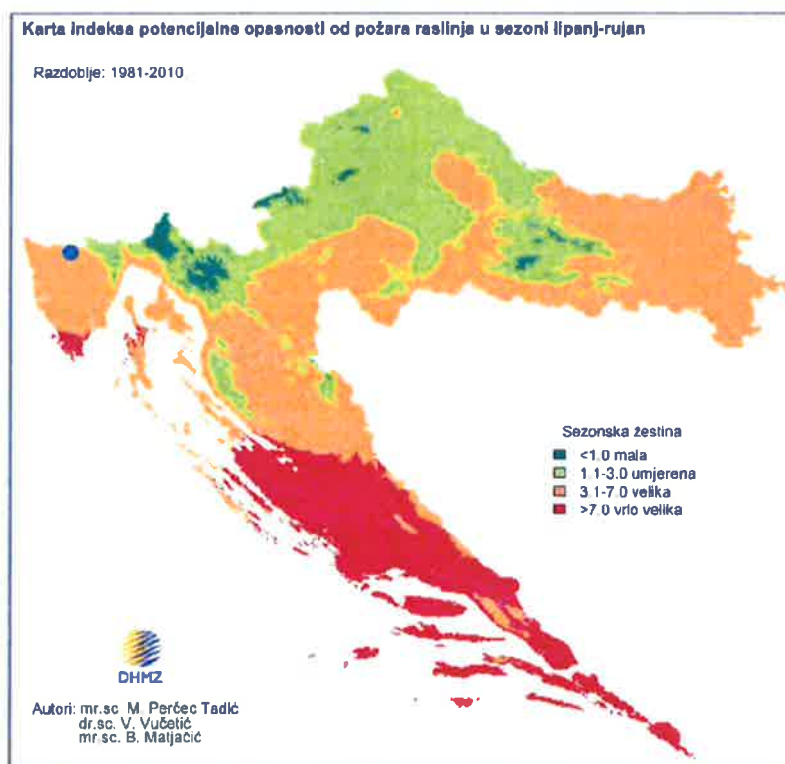 Karta indeksa potencijalne opasnosti od požara raslinja u sezoni lipanj-rujan
Razdoblje: 1981-2010
Sezonska žestina
<1.0 mala
1.1-3.0 umjerena
3.1-7.0 velika
>7.0 vrlo velika
DHMZ
Autori: mr.sc. M. Perčec Tadić
dr.sc. V. Vučetić
mr.sc. B. Matjačić